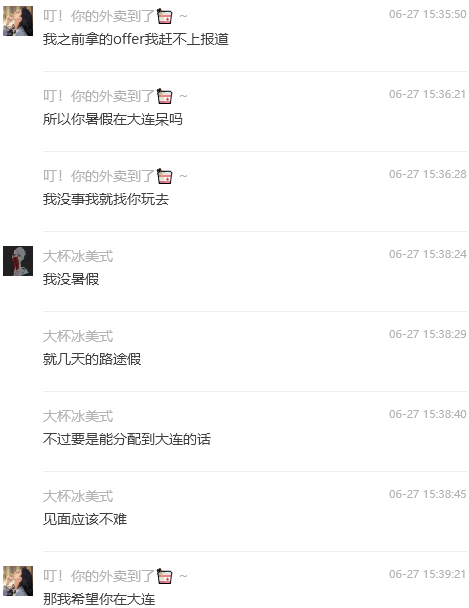 叮！你的外卖到了 ~ 06-27 15:35:50
我之前拿的offer我赶不上报道
叮！你的外卖到了 ~ 06-27 15:36:21
所以你暑假在大连呆吗
叮！你的外卖到了 ~ 06-27 15:36:28
我没事我就找你玩去
大杯冰美式 06-27 15:38:24
我没暑假
大杯冰美式 06-27 15:38:29
就几天的路途假
大杯冰美式 06-27 15:38:40
不过要是能分配到大连的话
大杯冰美式 06-27 15:38:45
见面应该不难
叮！你的外卖到了 ~ 06-27 15:39:21
那我希望你在大连